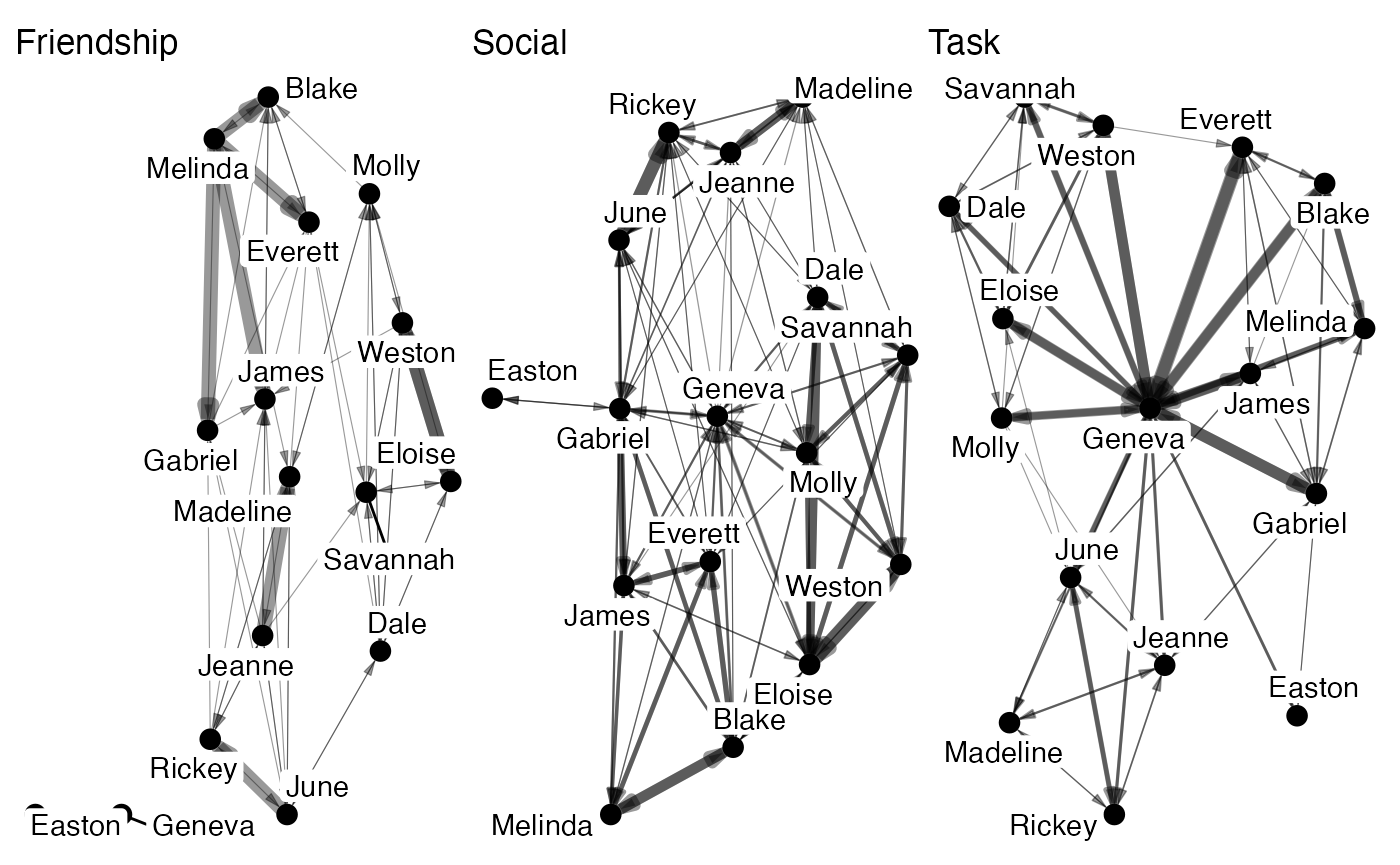 Friendship
Blake
Melinda
Molly
Everett
Weston
James
Gabriel
Eloise
Madeline
Savannah
Dale
Jeanne
Rickey
June
Easton
Geneva
Social
Madeline
Rickey
Jeanne
June
Dale
Savannah
Easton
Geneva
Gabriel
Molly
Everett
Weston
James
Eloise
Blake
Melinda
Task
Savannah
Everett
Weston
Dale
Blake
Eloise
Melinda
James
Molly
Geneva
Gabriel
June
Jeanne
Easton
Madeline
Rickey